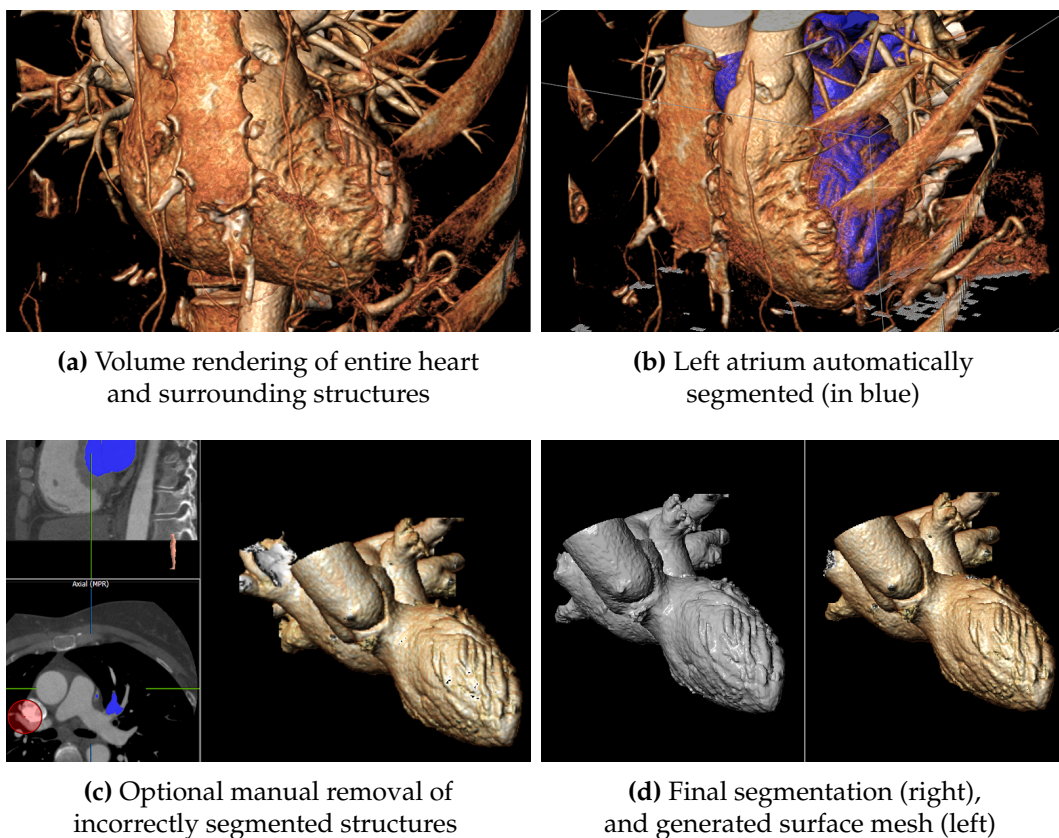 (a) Volume rendering of entire heart
and surrounding structures
(b) Left atrium automatically
segmented (in blue)
Axial (MPR)
(c) Optional manual removal of
incorrectly segmented structures
(d) Final segmentation (right),
and generated surface mesh (left)